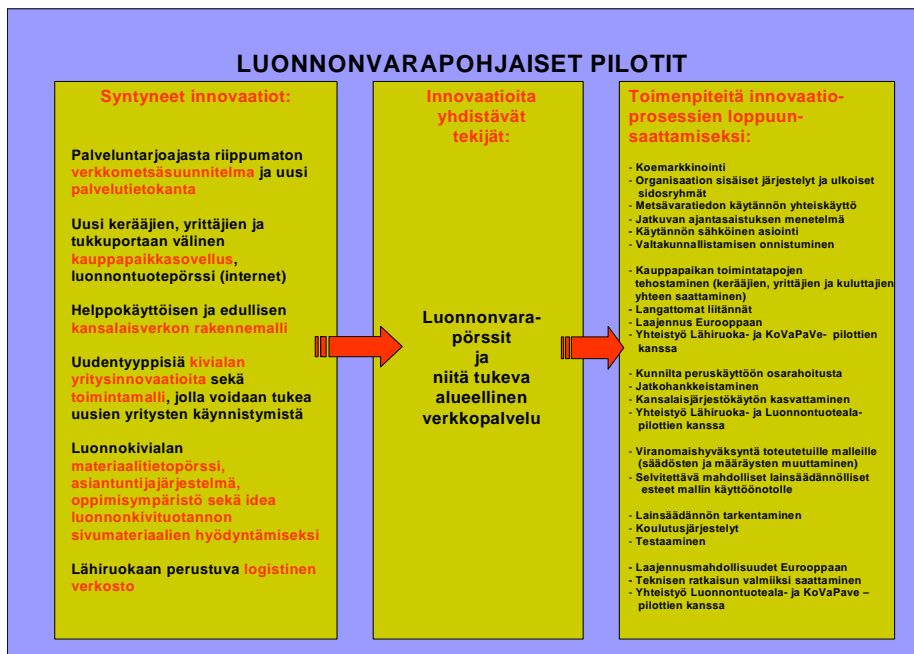 LUONNONVARAPOHJAISET PILOTIT
Syntyneet innovaatiot:
Palveluntarjoajasta riippumaton
verkkometsäsuunnitelma ja uusi
palvelutietokanta
Uusi kerääjien, yrittäjien ja
tukkuportaan välinen
kauppapaikkasovellus,
luonnontuotepörssi (internet)
Helppokäyttöisen ja edullisen
kansalaisverkon rakennemalli
Uudentyyppisiä kivialan
yritysinnovaatioita sekä
toimintamalli, jolla voidaan tukea
uusien yritysten käynnistymistä
Luonnokivialan
materiaalitietopörssi,
asiantuntijajärjestelmä,
oppimisympäristö sekä idea
luonnonkivituotannon
sivumateriaalien hyödyntämiseksi
Lähiruokaan perustuva logistinen
verkosto
Innovaatioita
yhdistävät
tekijät:
Luonnonvara-
pörssit
ja
niitä tukeva
alueellinen
verkkopalvelu
Toimenpiteitä innovaatio-
prosessien loppuun-
saattamiseksi:
- Koemarkkinointi
- Organisaation sisäiset järjestelyt ja ulkoiset
sidosryhmät
- Metsävaratiedon käytännön yhteiskäyttö
- Jatkuvan ajantasaistuksen menetelmä
- Käytännön sähköinen asiointi
- Valtakunnallistamisen onnistuminen
- Kauppapaikan toimintatapojen
tehostaminen (kerääjien, yrittäjien ja kuluttajien
yhteen saattaminen)
- Langattomat liitännät
- Laajennus Eurooppaan
- Yhteistyö Lähiruoka- ja KoVaPaVe- pilottien
kanssa
- Kunnilta peruskäyttöön osarahoitusta
- Jatkohankkeistaminen
- Kansalaisjärjestökäytön kasvattaminen
- Yhteistyö Lähiruoka- ja Luonnontuoteala-
pilottien kanssa
- Viranomaishyväksyntä toteutetuille malleille
(säädösten ja määräysten muuttaminen)
- Selvitettävä mahdolliset lainsäädännölliset
esteet mallin käyttöönotolle
- Lainsäädännön tarkentaminen
- Koulutusjärjestelyt
- Testaaminen
- Laajennusmahdollisuudet Eurooppaan
- Teknisen ratkaisun valmiiksi saattaminen
- Yhteistyö Luonnontuoteala- ja KoVaPave –
pilottien kanssa